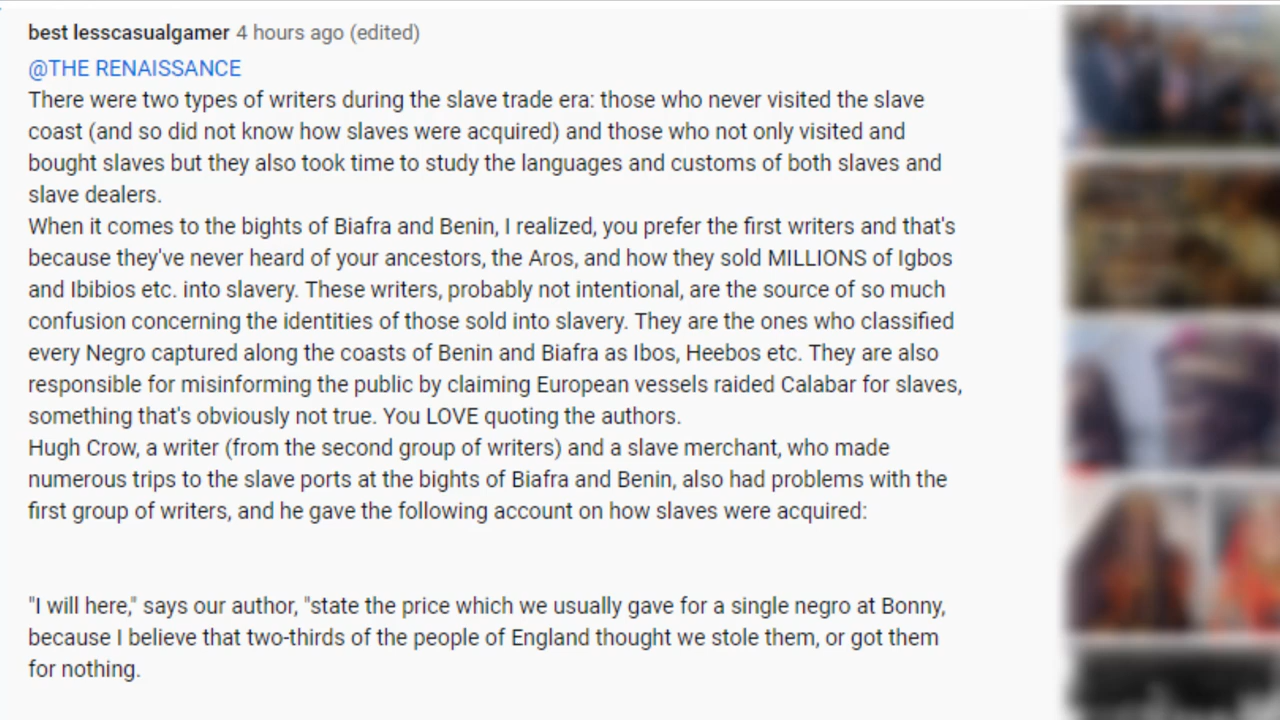 best lesscasualgamer 4 hours ago (edited)
@THE RENAISSANCE
There were two types of writers during the slave trade era: those who never visited the slave
coast (and so did not know how slaves were acquired) and those who not only visited and
bought slaves but they also took time to study the languages and customs of both slaves and
slave dealers.
When it comes to the bights of Biafra and Benin, I realized, you prefer the first writers and that's
because they've never heard of your ancestors, the Aros, and how they sold MILLIONS of Igbos
and Ibibios etc. into slavery. These writers, probably not intentional, are the source of so much
confusion concerning the identities of those sold into slavery. They are the ones who classified
every Negro captured along the coasts of Benin and Biafra as Ibos, Heebos etc. They are also
responsible for misinforming the public by claiming European vessels raided Calabar for slaves,
something that's obviously not true. You LOVE quoting the authors.
Hugh Crow, a writer (from the second group of writers) and a slave merchant, who made
numerous trips to the slave ports at the bights of Biafra and Benin, also had problems with the
first group of writers, and he gave the following account on how slaves were acquired:
"I will here," says our author, "state the price which we usually gave for a single negro at Bonny,
because I believe that two-thirds of the people of England thought we stole them, or got them
for nothing.